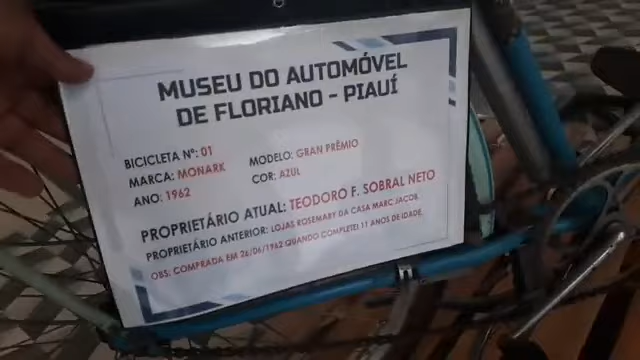 MUSEU DO AUTOMÓVEL
DE FLORIANO - PIAUÍ
BICICLETA Nº: 01
MARCA: MONARK MODELO: GRAN PRÊMIO
ANO: 1962 COR: AZUL
PROPRIETÁRIO ATUAL: TEODORO F. SOBRAL NETO
PROPRIETÁRIO ANTERIOR: LOJAS ROSEMARY DA CASA MARC JACOB.
OBS: COMPRADA EM 26/06/1962 QUANDO COMPLETEI 11 ANOS DE IDADE.